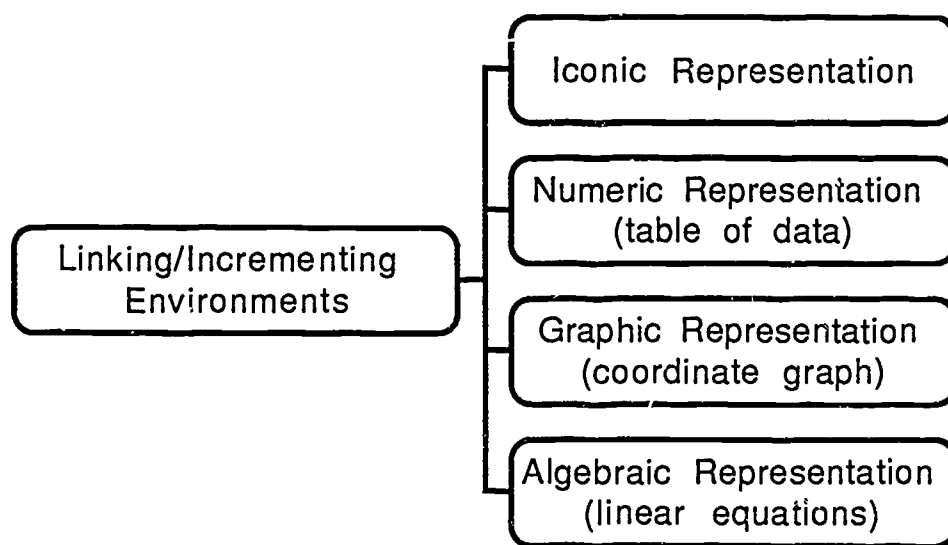 Linking/Incrementing
Environments
Iconic Representation
Numeric Representation
(table of data)
Graphic Representation
(coordinate graph)
Algebraic Representation
(linear equations)